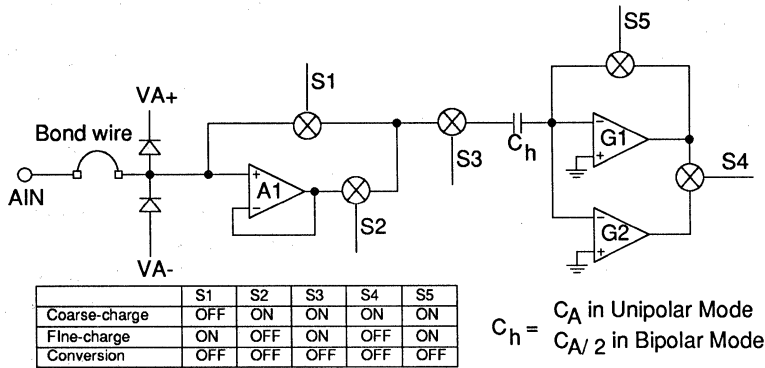 S5
S1
VA+
Bond wire
G1
Ch
S3
S4
A1
AIN
S2
G2
VA-
S1 S2 S3 S4 S5
Coarse-charge OFF ON ON ON ON
FIne-charge ON OFF ON OFF ON
Conversion OFF OFF OFF OFF OFF
Ch = CA in Unipolar Mode
CA/2 in Bipolar Mode